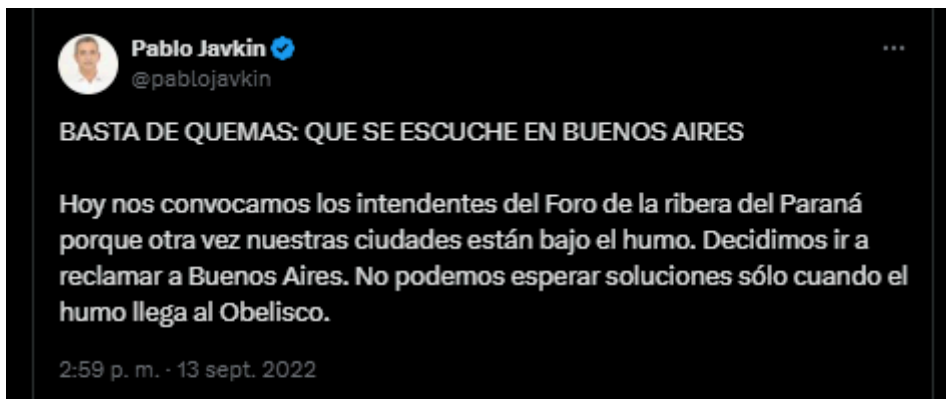 Pablo Javkin
@pablojavkin
BASTA DE QUEMAS: QUE SE ESCUCHE EN BUENOS AIRES
Hoy nos convocamos los intendentes del Foro de la ribera del Paraná
porque otra vez nuestras ciudades están bajo el humo. Decidimos ir a
reclamar a Buenos Aires. No podemos esperar soluciones sólo cuando el
humo llega al Obelisco.
2:59 p. m. · 13 sept. 2022